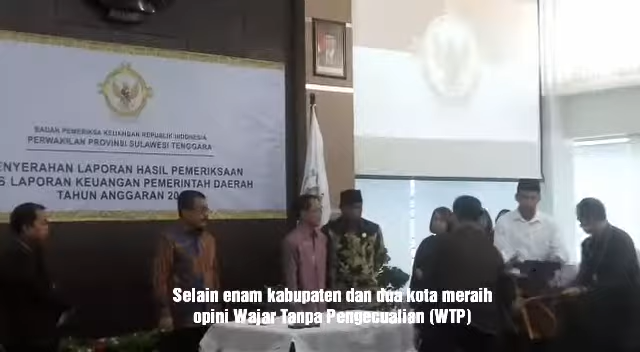 BADAN PEMERIKSA KEUANGAN REPUBLIK INDONESIA
PERWAKILAN PROVINSI SULAWESI TENGGARA
PENYERAHAN LAPORAN HASIL PEMERIKSAAN
S LAPORAN KEUANGAN PEMERINTAH DAERAH
TAHUN ANGGARAN
Selain enam kabupaten dan dua kota meraih
opini Wajar Tanpa Pengecualian (WTP)